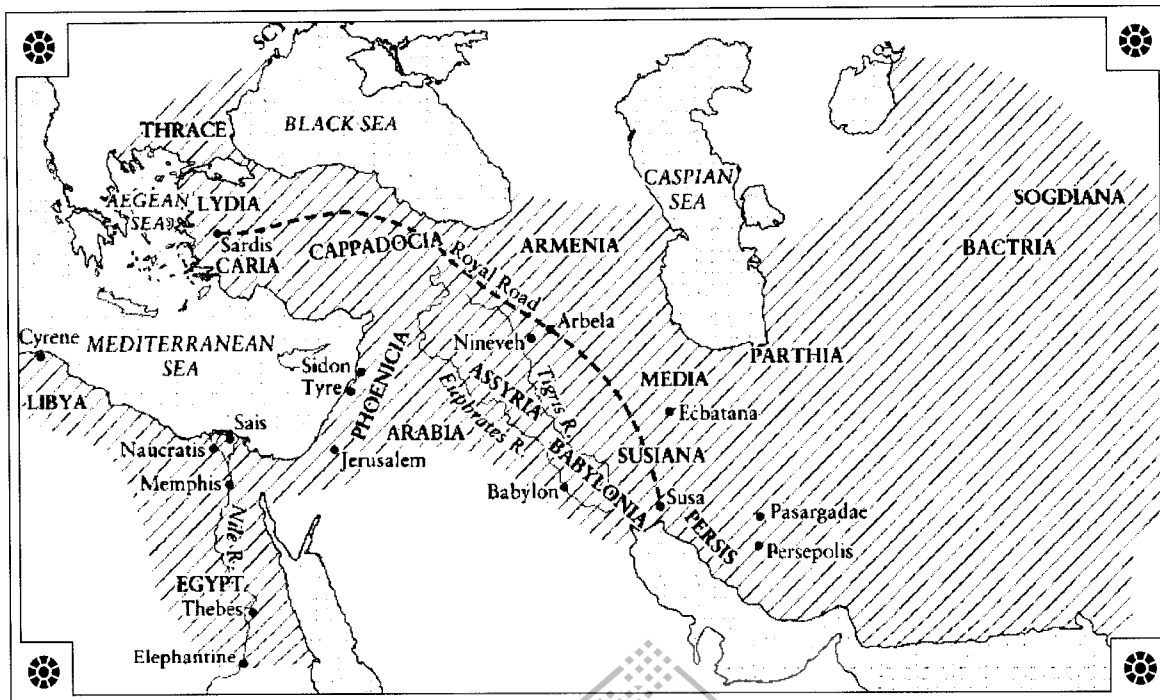 SCY
THRACE
BLACK SEA
AEGEAN
SEA
LYDIA
Sardis
CARIA
CAPPADOCIA
Royal Road
ARMENIA
CASPIAN
SEA
SOGDIANA
BACTRIA
Cyrene
MEDITERRANEAN
SEA
LIBYA
Sidon
Tyre
PHOENICIA
Nineveh
Arbela
ASSYRIA
Tigris R.
Euphrates R.
MEDIA
PARTHIA
Ecbatana
Sais
Naucratis
Memphis
Jerusalem
ARABIA
BABYLONIA
Babylon
SUSIANA
Susa
PERSIS
Pasargadae
Persepolis
Nile R.
EGYPT
Thebes
Elephantine